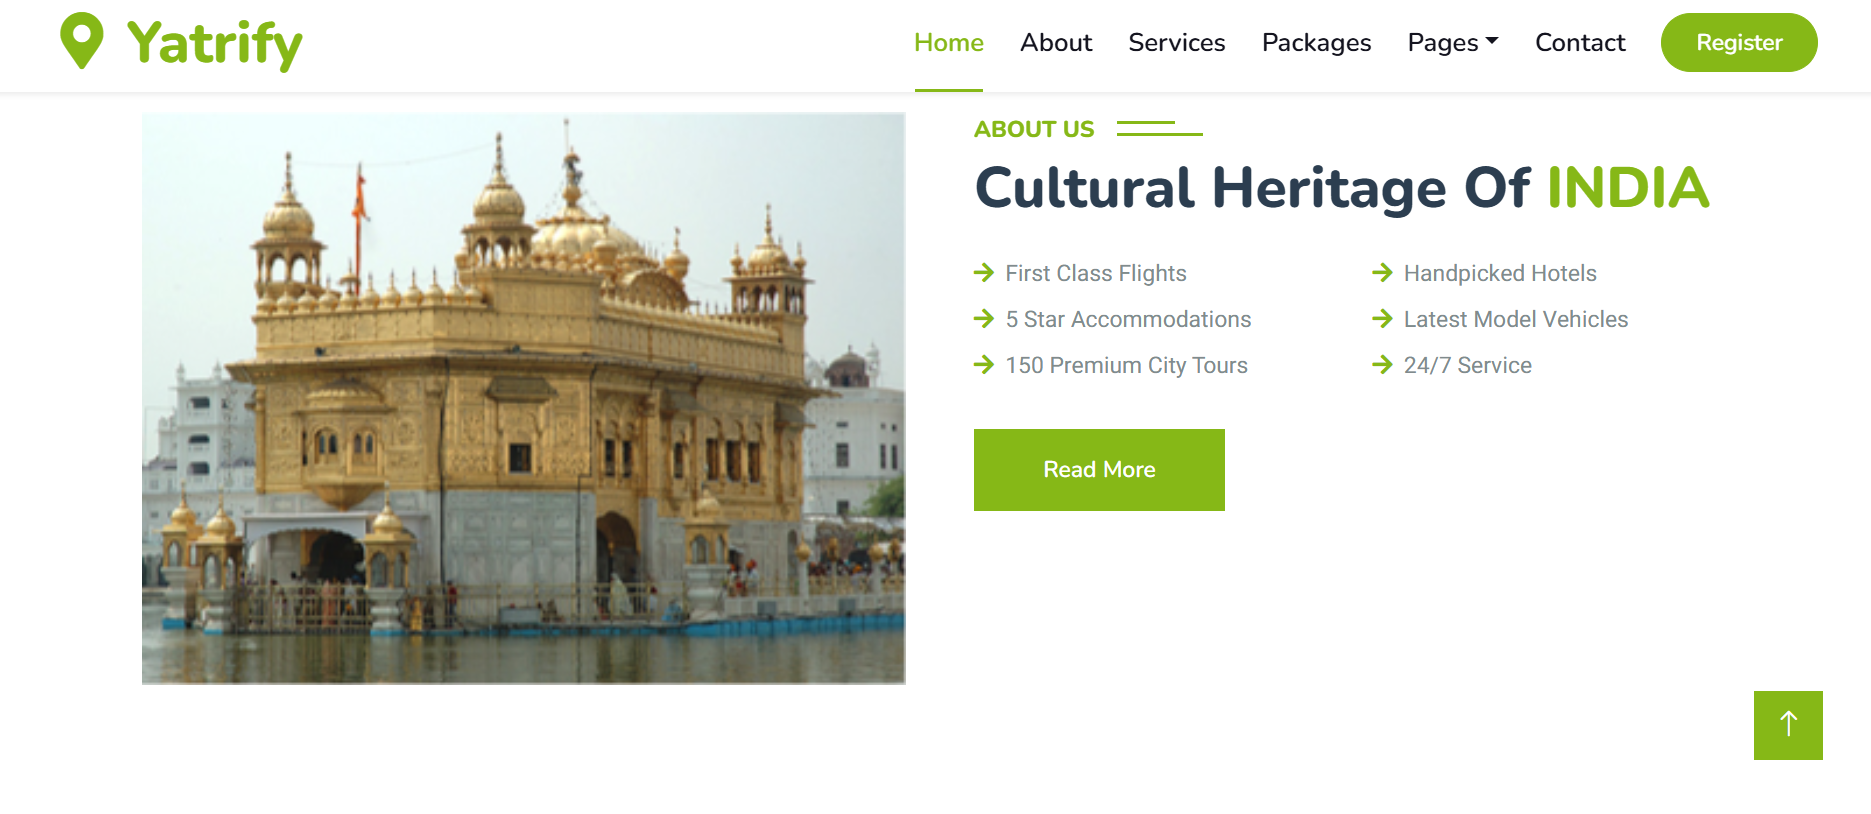 Yatrify
Home About Services Packages Pages Contact Register
ABOUT US
Cultural Heritage Of INDIA
First Class Flights
Handpicked Hotels
5 Star Accommodations
Latest Model Vehicles
150 Premium City Tours
24/7 Service
Read More